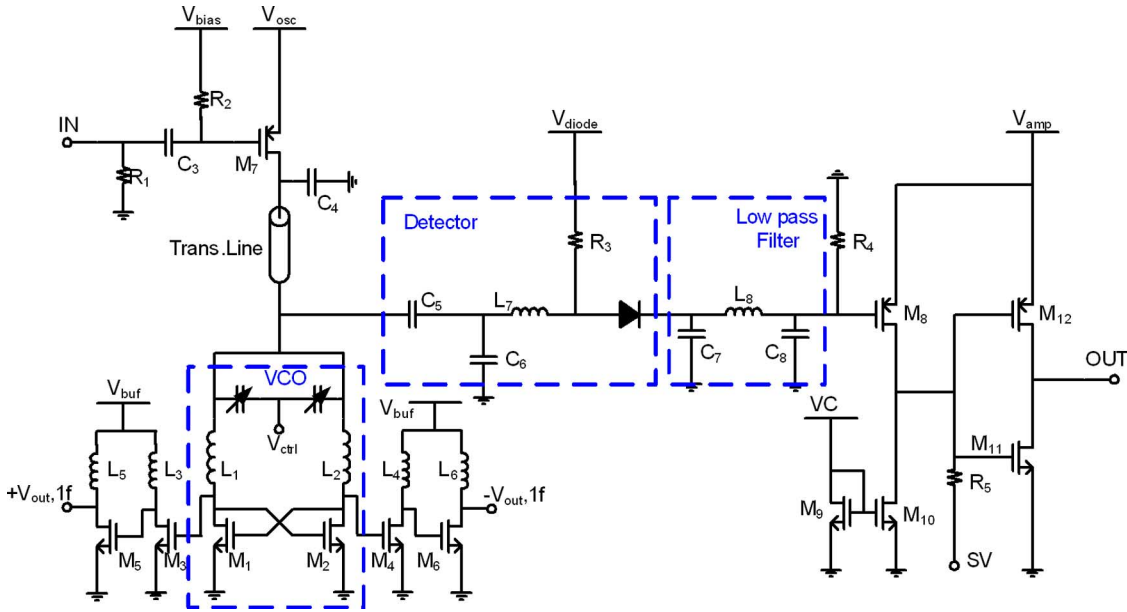 V_bias
V_osc
R_2
IN
C_3
M_7
R_1
C_4
Trans.Line
V_diode
V_amp
Detector
Low pass
Filter
R_3
R_4
C_5
L_7
L_8
C_6
C_7
C_8
M_8
M_12
OUT
VCO
V_buf
V_ctrl
V_buf
VC
L_5
L_3
L_1
L_2
L_4
L_6
M_11
R_5
+V_out,1f
-V_out,1f
M_9
M_10
M_5
M_3
M_1
M_2
M_4
M_6
SV